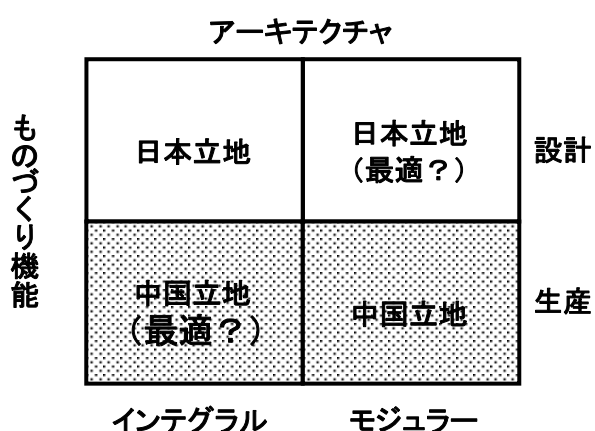 アーキテクチャ
ものづくり機能
日本立地
日本立地
（最適？）
設計
中国立地
（最適？）
中国立地
生産
インテグラル
モジュラー